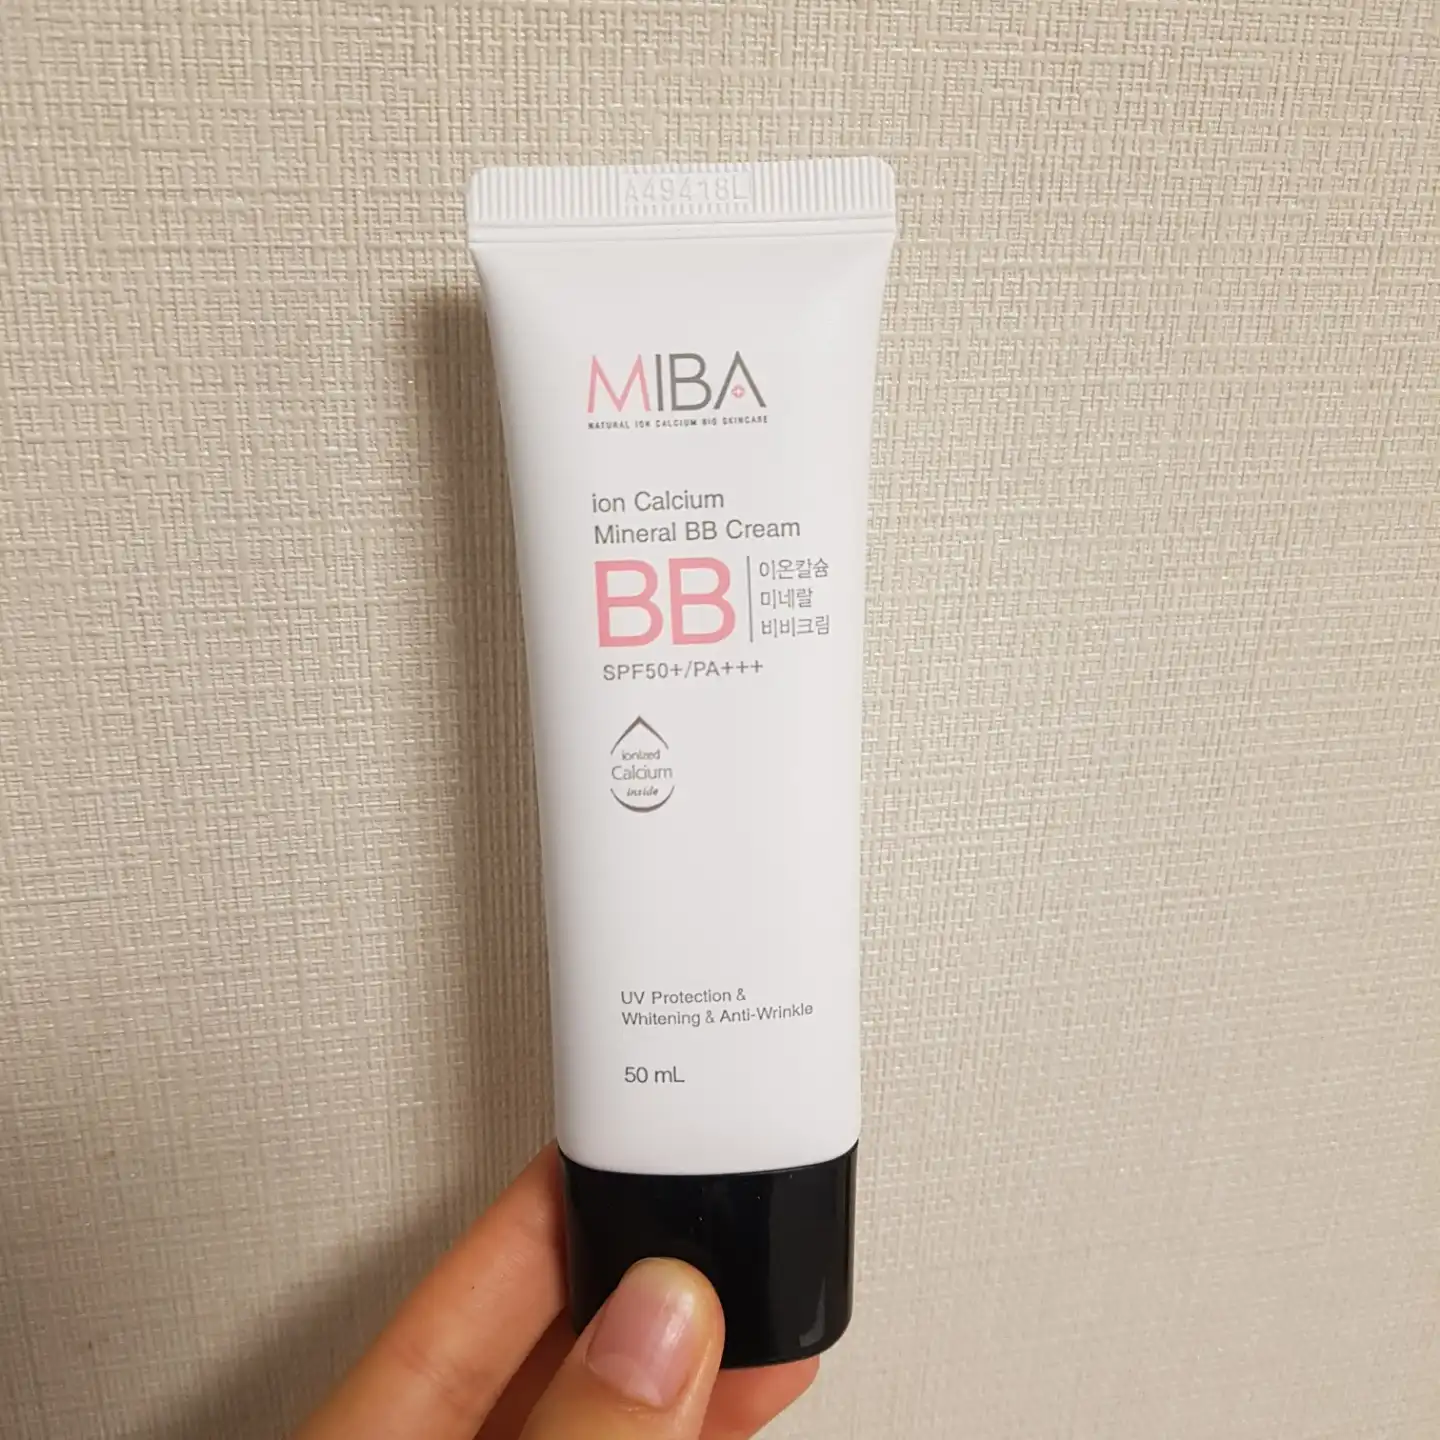 A49418L
MIBA
NATURAL ION CALCIUM BIO SKINCARE
ion Calcium
Mineral BB Cream
BB
이온칼슘
미네랄
비비크림
SPF50+/PA+++
ionized
Calcium
inside
UV Protection &
Whitening & Anti-Wrinkle
50 mL